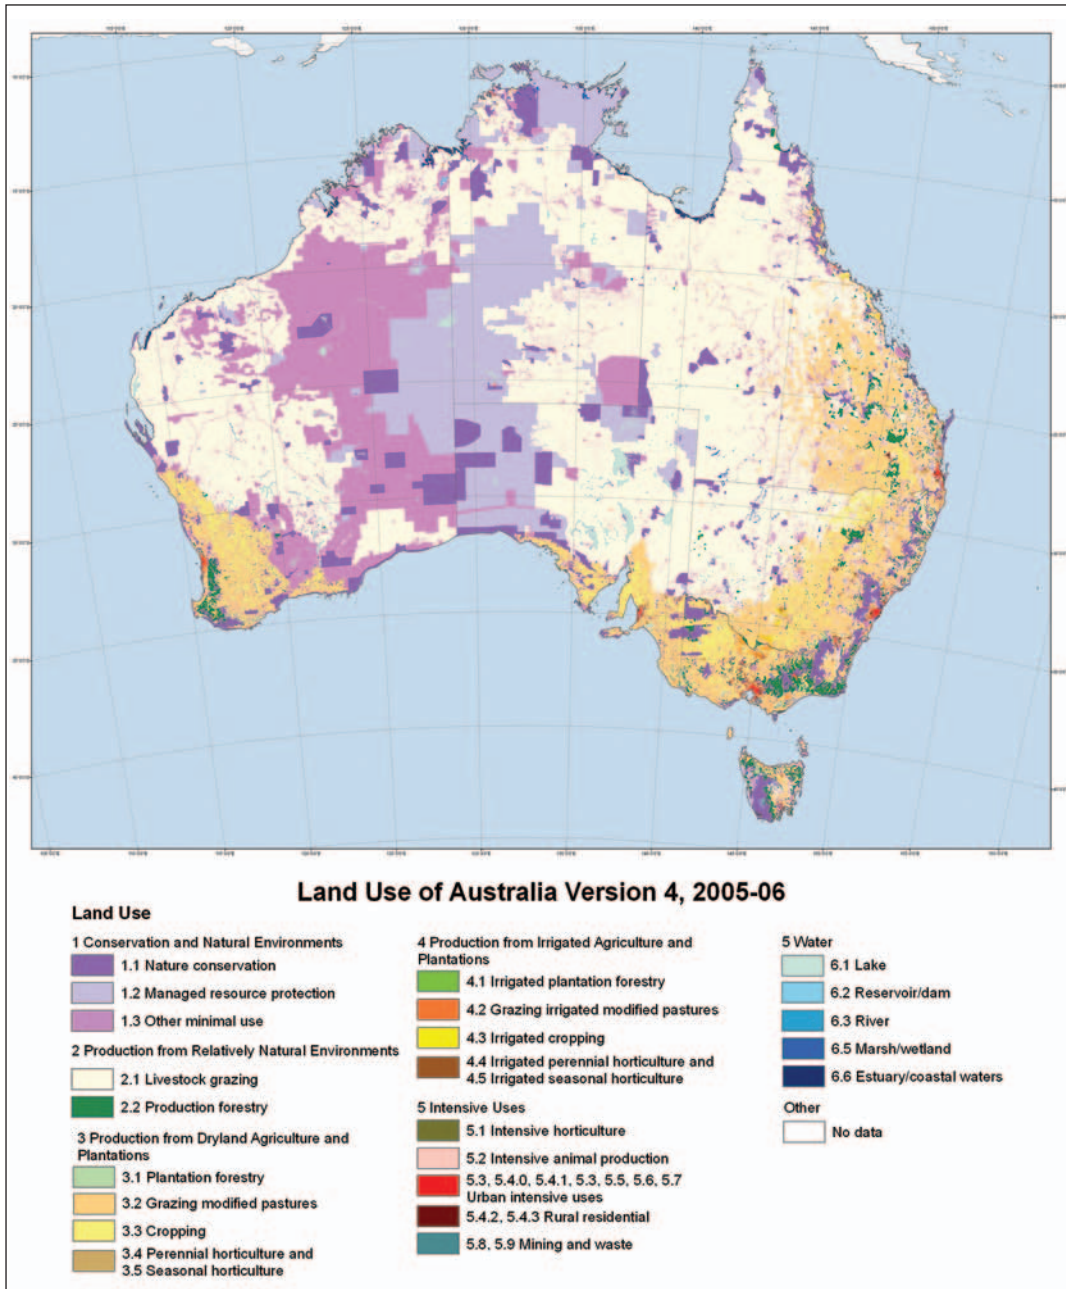 Land Use of Australia Version 4, 2005-06
Land Use
1 Conservation and Natural Environments
1.1 Nature conservation
1.2 Managed resource protection
1.3 Other minimal use
2 Production from Relatively Natural Environments
2.1 Livestock grazing
2.2 Production forestry
3 Production from Dryland Agriculture and
Plantations
3.1 Plantation forestry
3.2 Grazing modified pastures
3.3 Cropping
3.4 Perennial horticulture and
3.5 Seasonal horticulture
4 Production from Irrigated Agriculture and
Plantations
4.1 Irrigated plantation forestry
4.2 Grazing irrigated modified pastures
4.3 Irrigated cropping
4.4 Irrigated perennial horticulture and
4.5 Irrigated seasonal horticulture
5 Intensive Uses
5.1 Intensive horticulture
5.2 Intensive animal production
5.3, 5.4.0, 5.4.1, 5.3, 5.5, 5.6, 5.7
Urban intensive uses
5.4.2, 5.4.3 Rural residential
5.8, 5.9 Mining and waste
5 Water
6.1 Lake
6.2 Reservoir/dam
6.3 River
6.5 Marsh/wetland
6.6 Estuary/coastal waters
Other
No data